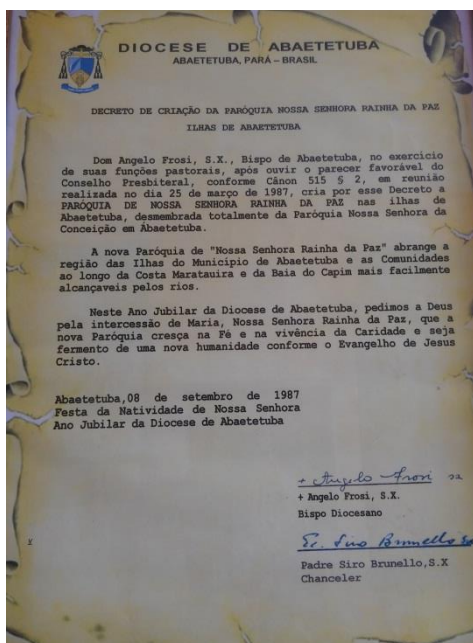 DIOCESE DE ABAETETUBA
ABAETETUBA, PARÁ – BRASIL
DECRETO DE CRIAÇÃO DA PARÓQUIA NOSSA SENHORA RAINHA DA PAZ
ILHAS DE ABAETETUBA
Dom Angelo Frosi, S.X., Bispo de Abaetetuba, no exercício
de suas funções pastorais, após ouvir o parecer favorável do
Conselho Presbiteral, conforme Cânon 515 § 2, em reunião
realizada no dia 25 de março de 1987, cria por esse Decreto a
PARÓQUIA DE NOSSA SENHORA RAINHA DA PAZ nas ilhas de
Abaetetuba, desmembrada totalmente da Paróquia Nossa Senhora da
Conceição em Abaetetuba.
A nova Paróquia de "Nossa Senhora Rainha da Paz" abrange a
região das Ilhas do Município de Abaetetuba e as Comunidades
ao longo da Costa Maratauira e da Baia do Capim mais facilmente
alcançaveis pelos rios.
Neste Ano Jubilar da Diocese de Abaetetuba, pedimos a Deus
pela intercessão de Maria, Nossa Senhora Rainha da Paz, que a
nova Paróquia cresça na Fé e na vivência da Caridade e seja
fermento de uma nova humanidade conforme o Evangelho de Jesus
Cristo.
Abaetetuba,08 de setembro de 1987
Festa da Natividade de Nossa Senhora
Ano Jubilar da Diocese de Abaetetuba
+ Angelo Frosi sx
+ Angelo Frosi, S.X.
Bispo Diocesano
Siro Brunello
Padre Siro Brunello,S.X
Chanceler